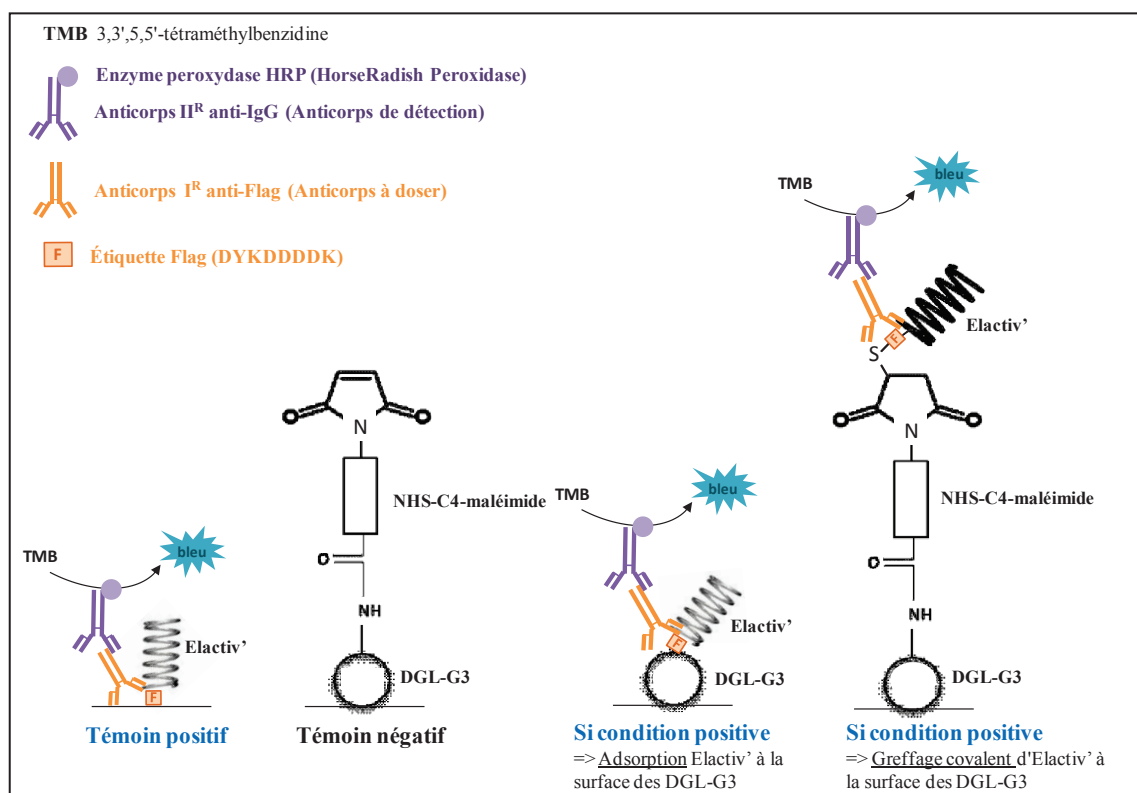 TMB 3,3',5,5'-tétraméthylbenzidine
Enzyme peroxydase HRP (HorseRadish Peroxidase)
Anticorps IIᴿ anti-IgG (Anticorps de détection)
Anticorps Iᴿ anti-Flag (Anticorps à doser)
F Étiquette Flag (DYKDDDDK)
TMB
bleu
Elactiv'
F
Témoin positif
O
O
N
NHS-C4-maléimide
O
NH
DGL-G3
Témoin négatif
TMB
bleu
Elactiv'
F
DGL-G3
Si condition positive
=> Adsorption Elactiv' à la
surface des DGL-G3
TMB
bleu
Elactiv'
F
S
O
O
N
NHS-C4-maléimide
O
NH
DGL-G3
Si condition positive
=> Greffage covalent d'Elactiv' à
la surface des DGL-G3